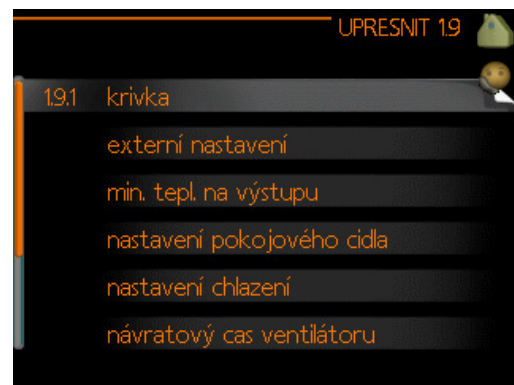 UPRESNIT 1.9
1.9.1 krivka
externí nastavení
min. tepl. na výstupu
nastavení pokojového cidla
nastavení chlazení
návratový cas ventilátoru